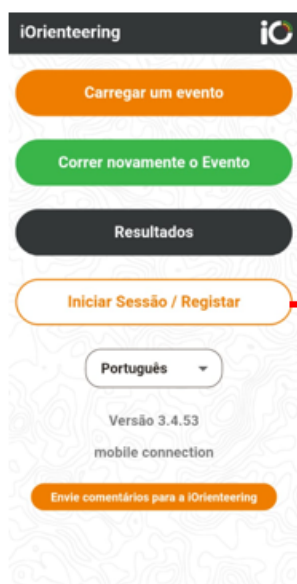 iOrienteering
iO
Carregar um evento
Correr novamente o Evento
Resultados
Iniciar Sessão / Registar
Português
Versão 3.4.53
mobile connection
Envie comentários para a iOrienteering